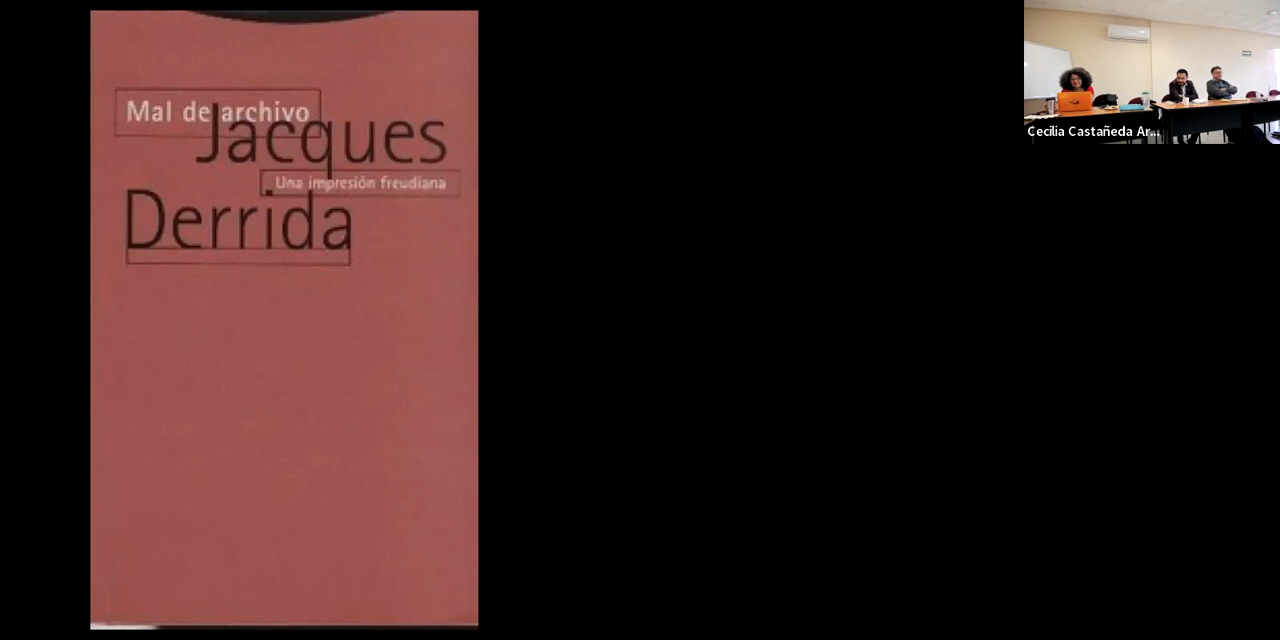 Mal de archivo
Jacques
Una impresión freudiana
Derrida
Cecilia Castañeda Ar...